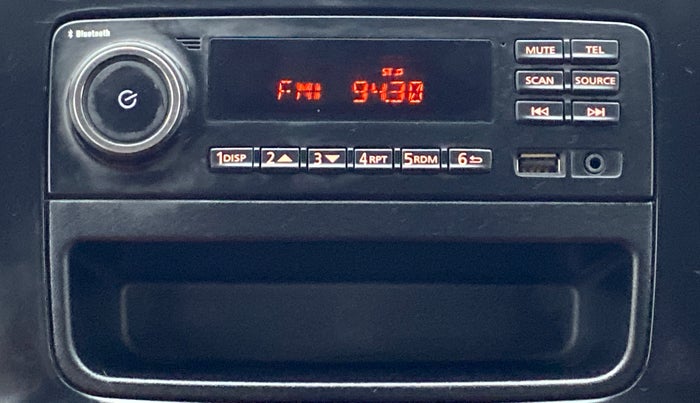 Bluetooth
ST
FM1 94.30
MUTE TEL
SCAN SOURCE
1DISP 2 3 4RPT 5RDM 6